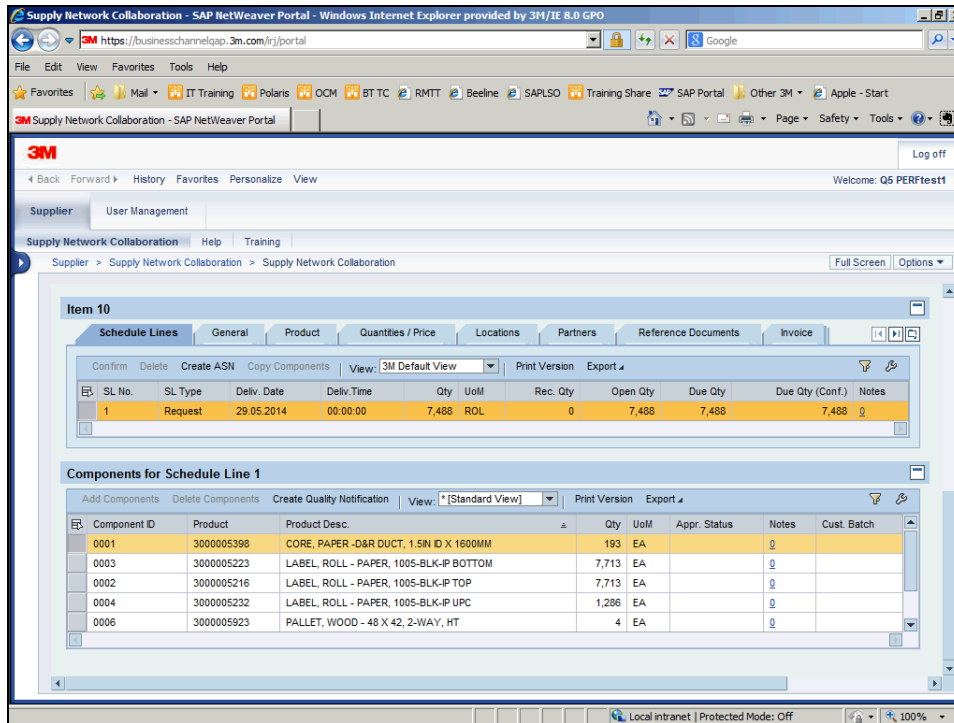 Supply Network Collaboration - SAP NetWeaver Portal - Windows Internet Explorer provided by 3M/IE 8.0 GPO
3M https://businesschannelqap.3m.com/irj/portal
Google
File Edit View Favorites Tools Help
Favorites Mail IT Training Polaris OCM BT TC RMTT Beeline SAPLSO Training Share SAP Portal Other 3M Apple - Start
3M Supply Network Collaboration - SAP NetWeaver Portal
Page Safety Tools
3M Log off
Back Forward History Favorites Personalize View Welcome: Q5 PERFtest1
Supplier User Management
Supply Network Collaboration Help Training
Supplier > Supply Network Collaboration > Supply Network Collaboration Full Screen Options
Item 10
Schedule Lines General Product Quantities / Price Locations Partners Reference Documents Invoice
Confirm Delete Create ASN Copy Components View: 3M Default View Print Version Export
SL No. SL Type Deliv. Date Deliv.Time Qty UoM Rec. Qty Open Qty Due Qty Due Qty (Conf.) Notes
1 Request 29.05.2014 00:00:00 7,488 ROL 0 7,488 7,488 7,488 0
Components for Schedule Line 1
Add Components Delete Components Create Quality Notification View: * [Standard View] Print Version Export
Component ID Product Product Desc. Qty UoM Appr. Status Notes Cust. Batch
0001 3000005398 CORE, PAPER -D&R DUCT, 1.5IN ID X 1600MM 193 EA 0
0003 3000005223 LABEL, ROLL - PAPER, 1005-BLK-IP BOTTOM 7,713 EA 0
0002 3000005216 LABEL, ROLL - PAPER, 1005-BLK-IP TOP 7,713 EA 0
0004 3000005232 LABEL, ROLL - PAPER, 1005-BLK-IP UPC 1,286 EA 0
0006 3000005923 PALLET, WOOD - 48 X 42, 2-WAY, HT 4 EA 0
Local intranet | Protected Mode: Off 100%